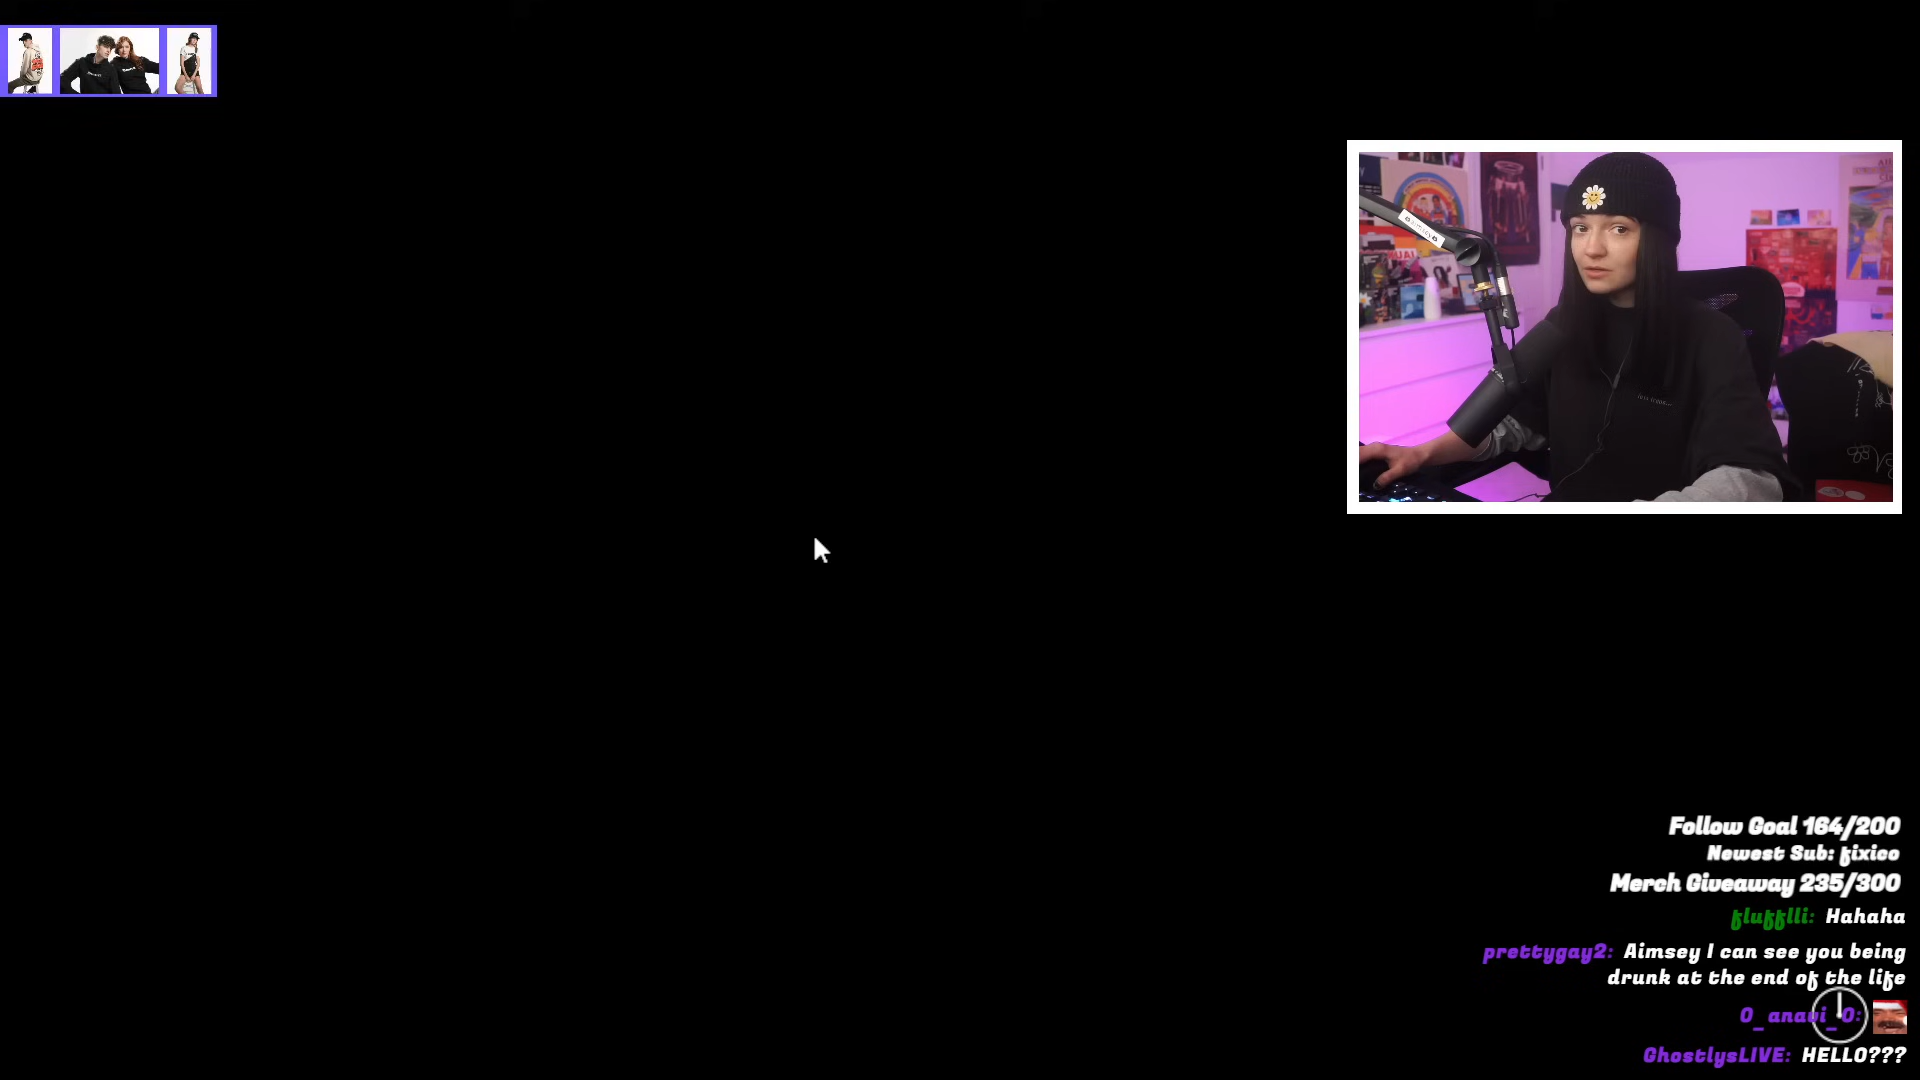 Follow Goal 164/200
Newest Sub: fixico
Merch Giveaway 235/300
flufflli: Hahaha
prettygay2: Aimsey I can see you being
drunk at the end of the life
O_anavi_O:
GhostlysLIVE: HELLO???